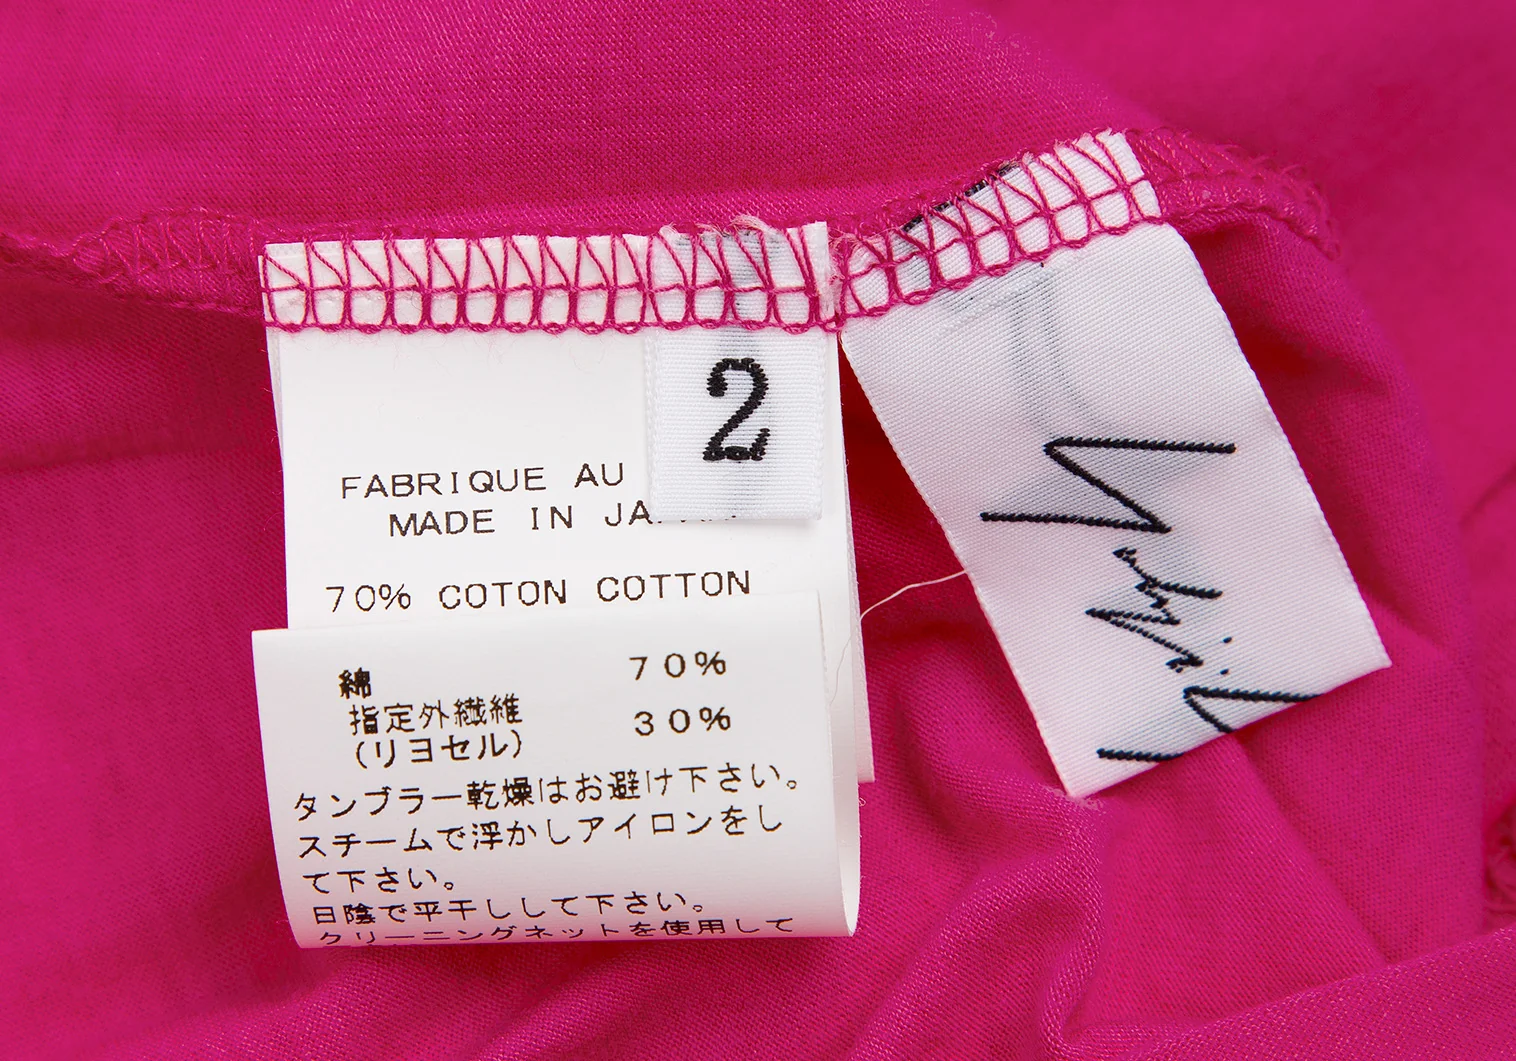 2
FABRIQUE AU
MADE IN
70% COTON COTTON
綿 70%
指定外繊維 30%
(リヨセル)
タンブラー乾燥はお避け下さい。
スチームで浮かしアイロンをし
て下さい。
日陰で平干しして下さい。
クリーニングネットを使用して